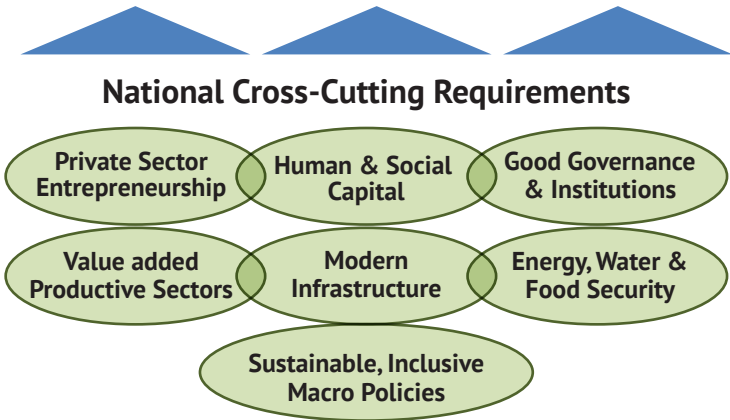 National Cross-Cutting Requirements
Private Sector
Entrepreneurship
Human & Social
Capital
Good Governance
& Institutions
Value added
Productive Sectors
Modern
Infrastructure
Energy, Water &
Food Security
Sustainable, Inclusive
Macro Policies